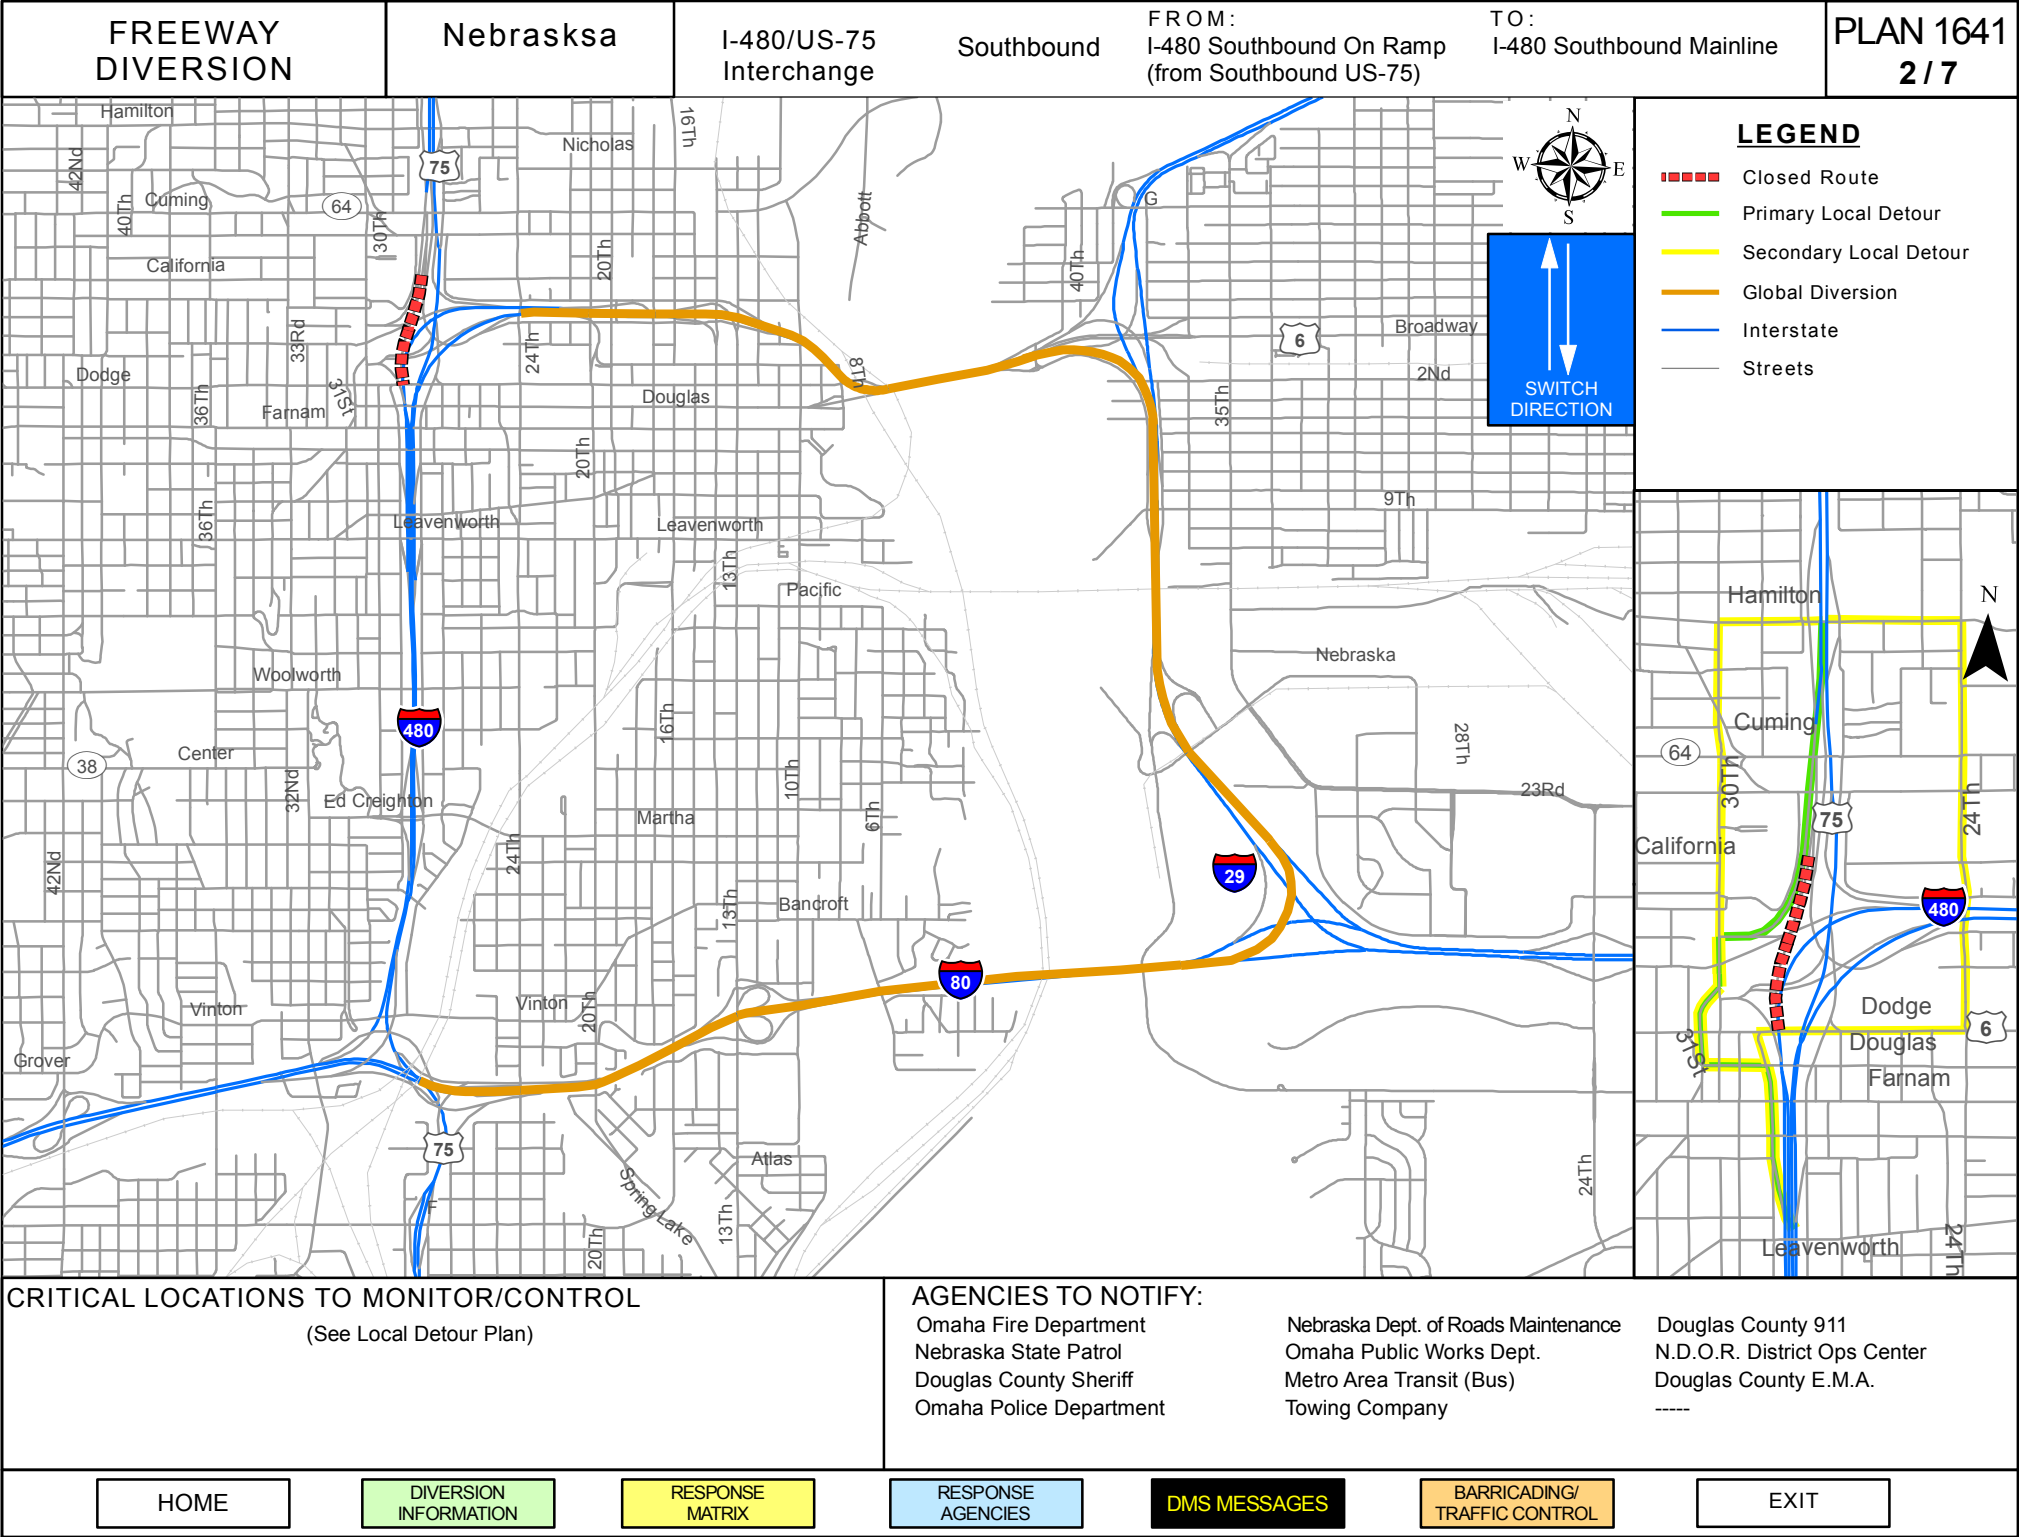 FREEWAY
DIVERSION
Nebrasksa
I-480/US-75
Interchange
Southbound
FROM:
I-480 Southbound On Ramp
(from Southbound US-75)
TO:
I-480 Southbound Mainline
PLAN 1641
2 / 7
Hamilton
42Nd
40Th
Cuming
64
30Th
75
Nicholas
16Th
Abbott
20Th
California
33Rd
24Th
Dodge
36Th
31St
Farnam
Douglas
8Th
20Th
36Th
Leavenworth
Leavenworth
13Th
Pacific
G
40Th
6
Broadway
2Nd
35Th
9Th
N
W
E
S
SWITCH
DIRECTION
Woolworth
480
16Th
Center
38
32Nd
Ed Creighton
10Th
6Th
Martha
24Th
42Nd
13Th
Bancroft
Nebraska
28Th
23Rd
29
80
Vinton
Vinton
20Th
Grover
75
F
Spring Lake
Atlas
13Th
20Th
24Th
LEGEND
Closed Route
Primary Local Detour
Secondary Local Detour
Global Diversion
Interstate
Streets
Hamilton
N
Cuming
64
30Th
24Th
75
California
480
Dodge
6
31St
Douglas
Farnam
Leavenworth
24Th
CRITICAL LOCATIONS TO MONITOR/CONTROL
(See Local Detour Plan)
AGENCIES TO NOTIFY:
Omaha Fire Department
Nebraska State Patrol
Douglas County Sheriff
Omaha Police Department
Nebraska Dept. of Roads Maintenance
Omaha Public Works Dept.
Metro Area Transit (Bus)
Towing Company
Douglas County 911
N.D.O.R. District Ops Center
Douglas County E.M.A.
-----
HOME
DIVERSION
INFORMATION
RESPONSE
MATRIX
RESPONSE
AGENCIES
DMS MESSAGES
BARRICADING/
TRAFFIC CONTROL
EXIT